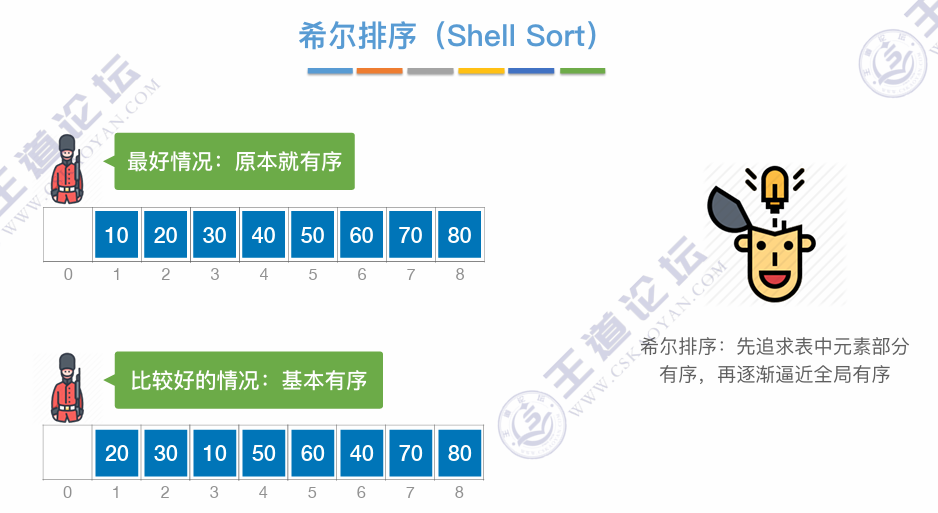 希尔排序（Shell Sort）
最好情况：原本就有序
10 20 30 40 50 60 70 80
0 1 2 3 4 5 6 7 8
比较好的情况：基本有序
20 30 10 50 60 40 70 80
0 1 2 3 4 5 6 7 8
希尔排序：先追求表中元素部分
有序，再逐渐逼近全局有序
王道论坛
WWW.CSKAOYAN.COM
王道论坛
WWW.CSKAOYAN.COM